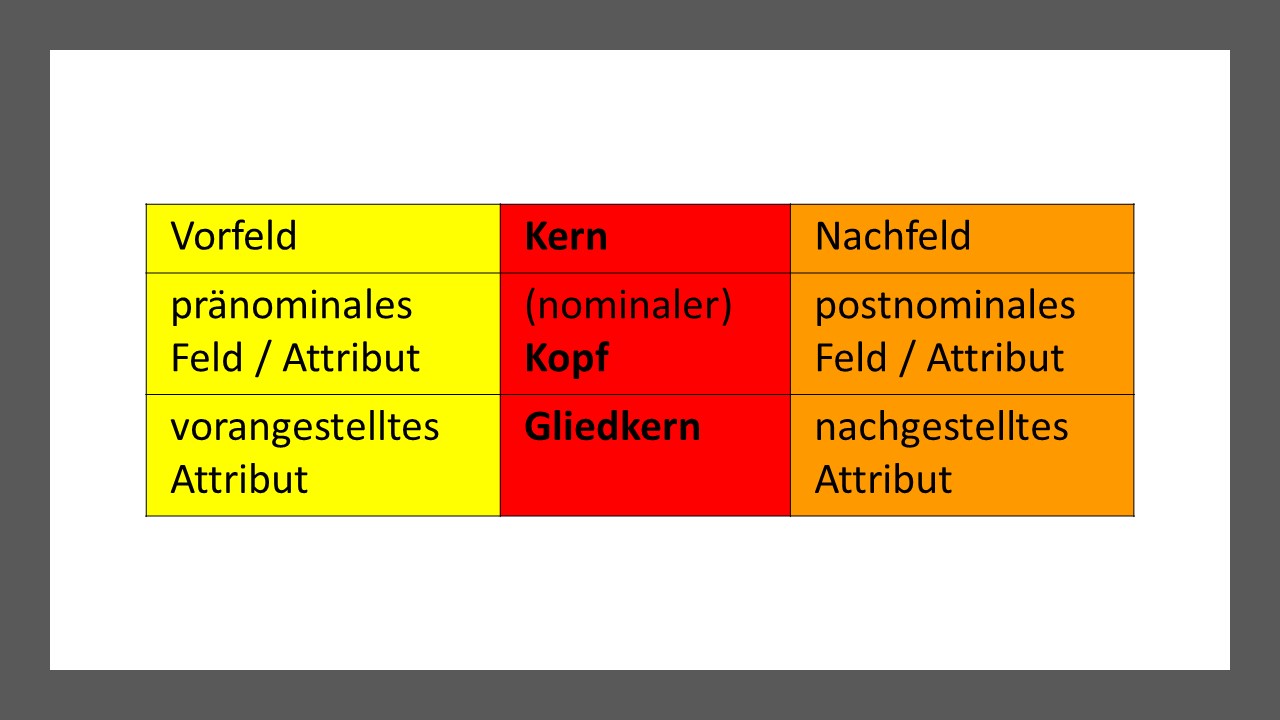 Vorfeld
Kern
Nachfeld
pränominales
Feld / Attribut
(nominaler)
Kopf
postnominales
Feld / Attribut
vorangestelltes
Attribut
Gliedkern
nachgestelltes
Attribut